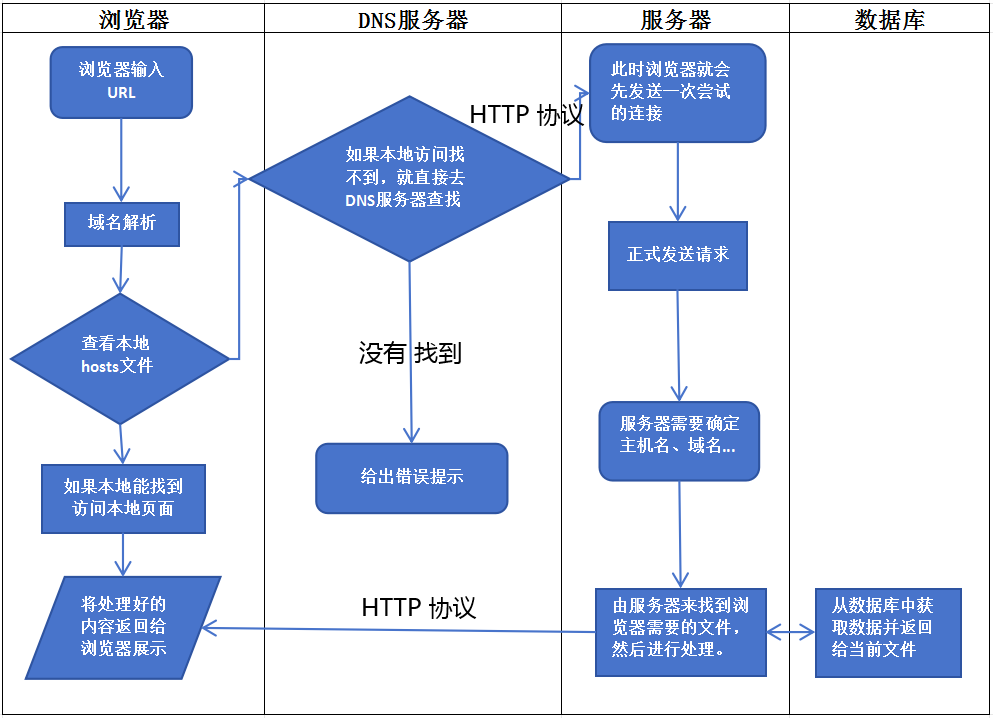 浏览器
DNS服务器
服务器
数据库
浏览器输入
URL
域名解析
查看本地
hosts文件
如果本地能找到
访问本地页面
将处理好的
内容返回给
浏览器展示
如果本地访问找
不到，就直接去
DNS服务器查找
HTTP 协议
没有 找到
给出错误提示
HTTP 协议
此时浏览器就会
先发送一次尝试
的连接
正式发送请求
服务器需要确定
主机名、域名...
由服务器来找到浏
览器需要的文件，
然后进行处理。
从数据库中获
取数据并返回
给当前文件